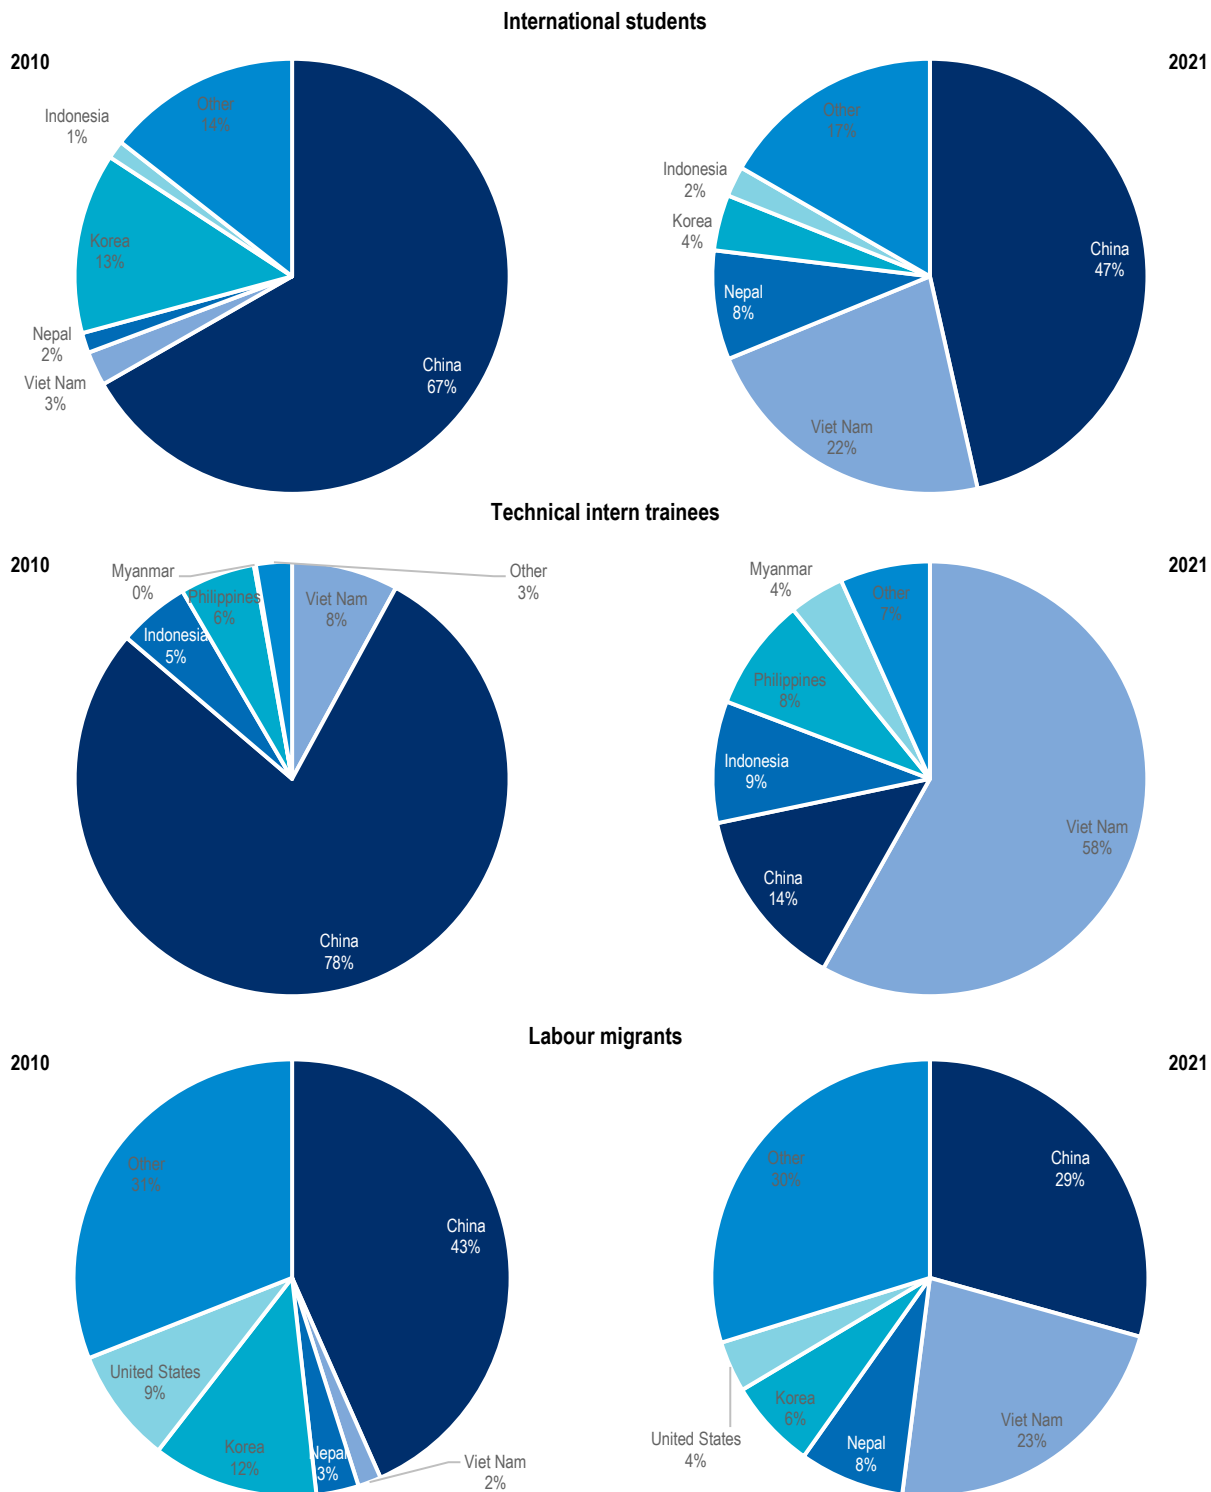 International students
2010
2021
Other
14%
Indonesia
1%
Korea
13%
Nepal
2%
Viet Nam
3%
China
67%
Other
17%
Indonesia
2%
Korea
4%
Nepal
8%
Viet Nam
22%
China
47%
Technical intern trainees
2010
2021
Myanmar
0%
Other
3%
Philippines
6%
Viet Nam
8%
Indonesia
5%
China
78%
Myanmar
4%
Other
7%
Philippines
8%
Indonesia
9%
China
14%
Viet Nam
58%
Labour migrants
2010
2021
Other
31%
China
43%
United States
9%
Korea
12%
Nepal
3%
Viet Nam
2%
Other
30%
China
29%
United States
4%
Korea
6%
Nepal
8%
Viet Nam
23%